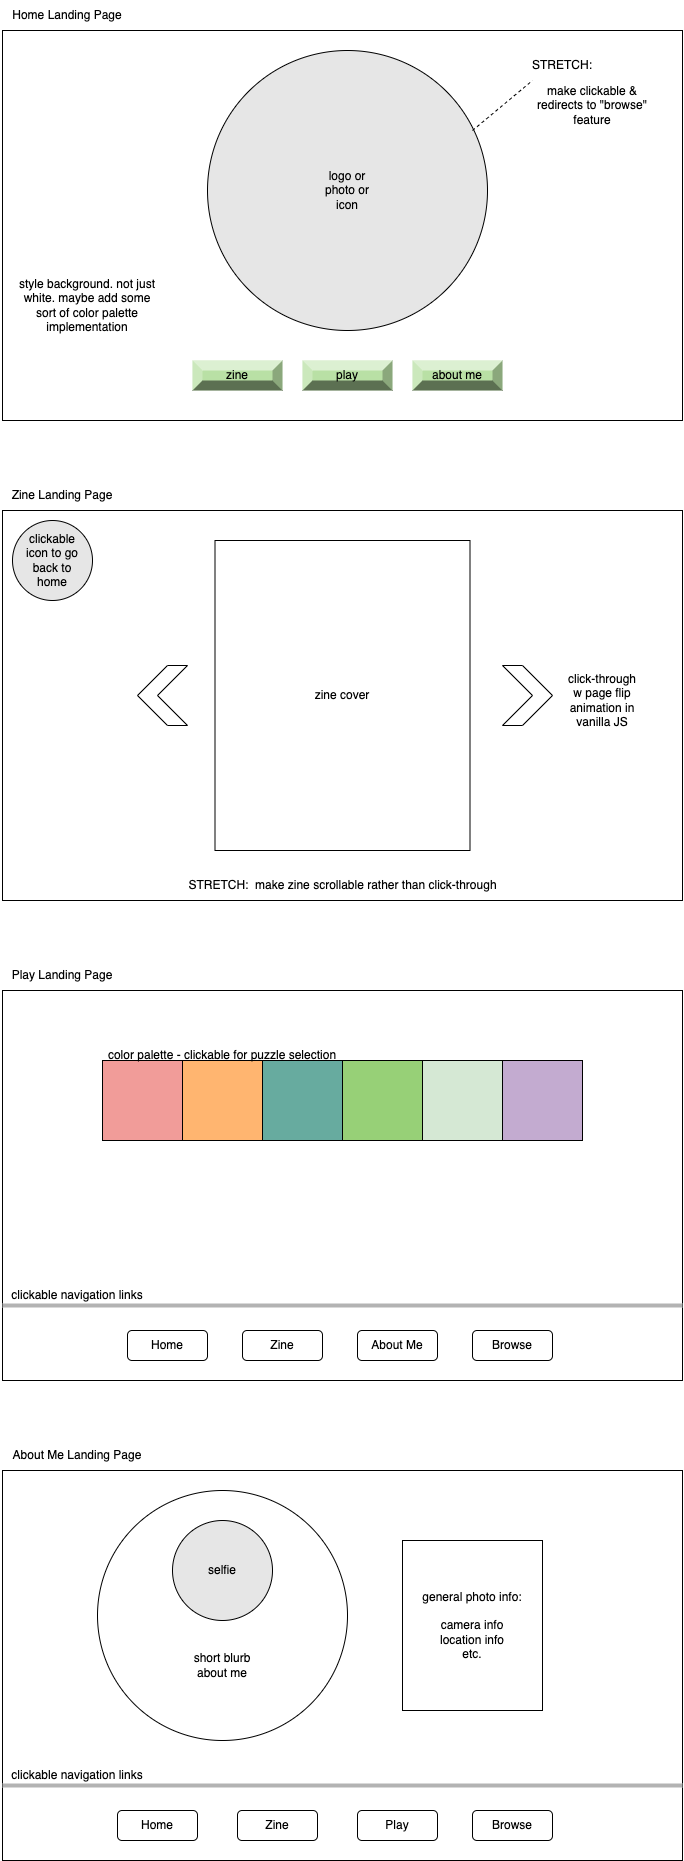 Home Landing Page
STRETCH:
make clickable &
redirects to "browse"
feature
logo or
photo or
icon
style background. not just
white. maybe add some
sort of color palette
implementation
zine
play
about me
Zine Landing Page
clickable
icon to go
back to
home
zine cover
click-through
w page flip
animation in
vanilla JS
STRETCH:  make zine scrollable rather than click-through
Play Landing Page
color palette - clickable for puzzle selection
clickable navigation links
Home
Zine
About Me
Browse
About Me Landing Page
selfie
short blurb
about me
general photo info:
camera info
location info
etc.
clickable navigation links
Home
Zine
Play
Browse